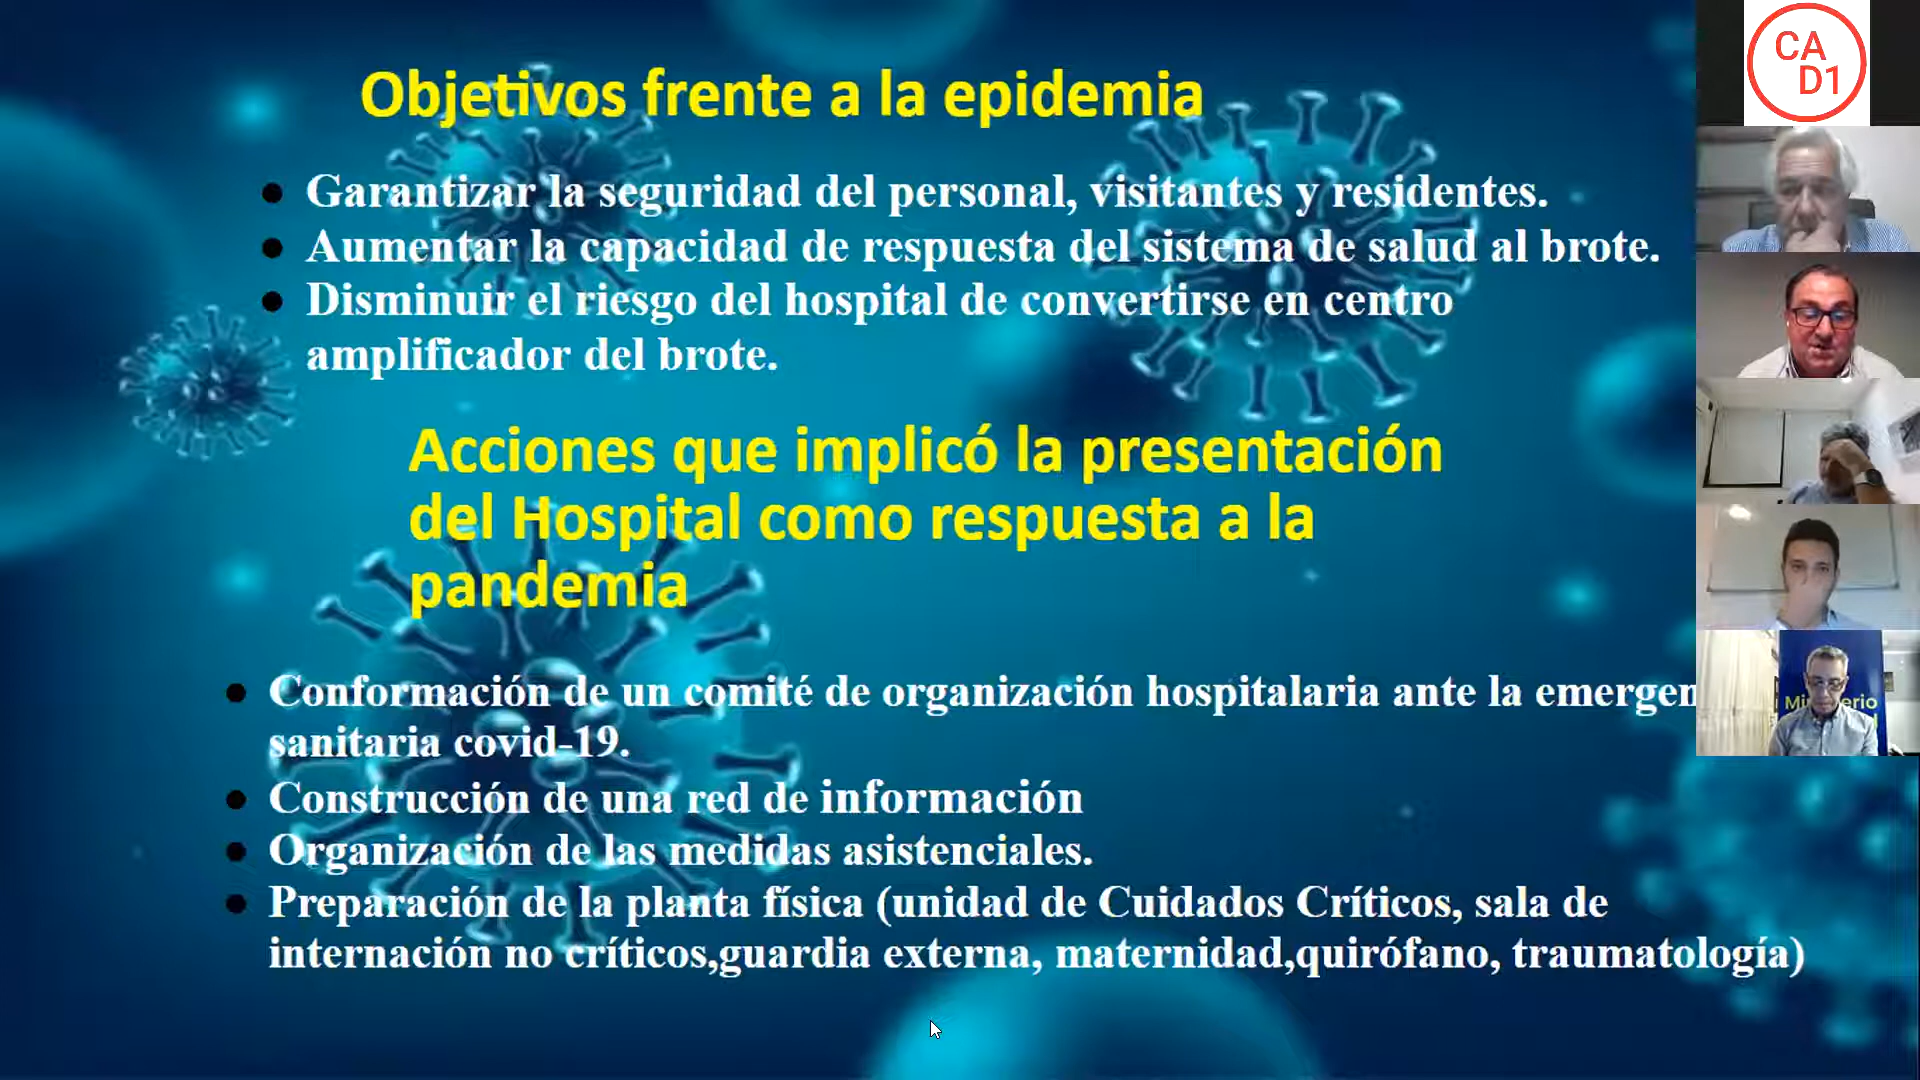 Objetivos frente a la epidemia
● Garantizar la seguridad del personal, visitantes y residentes.
● Aumentar la capacidad de respuesta del sistema de salud al brote.
● Disminuir el riesgo del hospital de convertirse en centro
amplificador del brote.
Acciones que implicó la presentación
del Hospital como respuesta a la
pandemia
● Conformación de un comité de organización hospitalaria ante la emergen
sanitaria covid-19.
● Construcción de una red de información
● Organización de las medidas asistenciales.
● Preparación de la planta física (unidad de Cuidados Críticos, sala de
internación no críticos,guardia externa, maternidad,quirófano, traumatología)
CA
D1